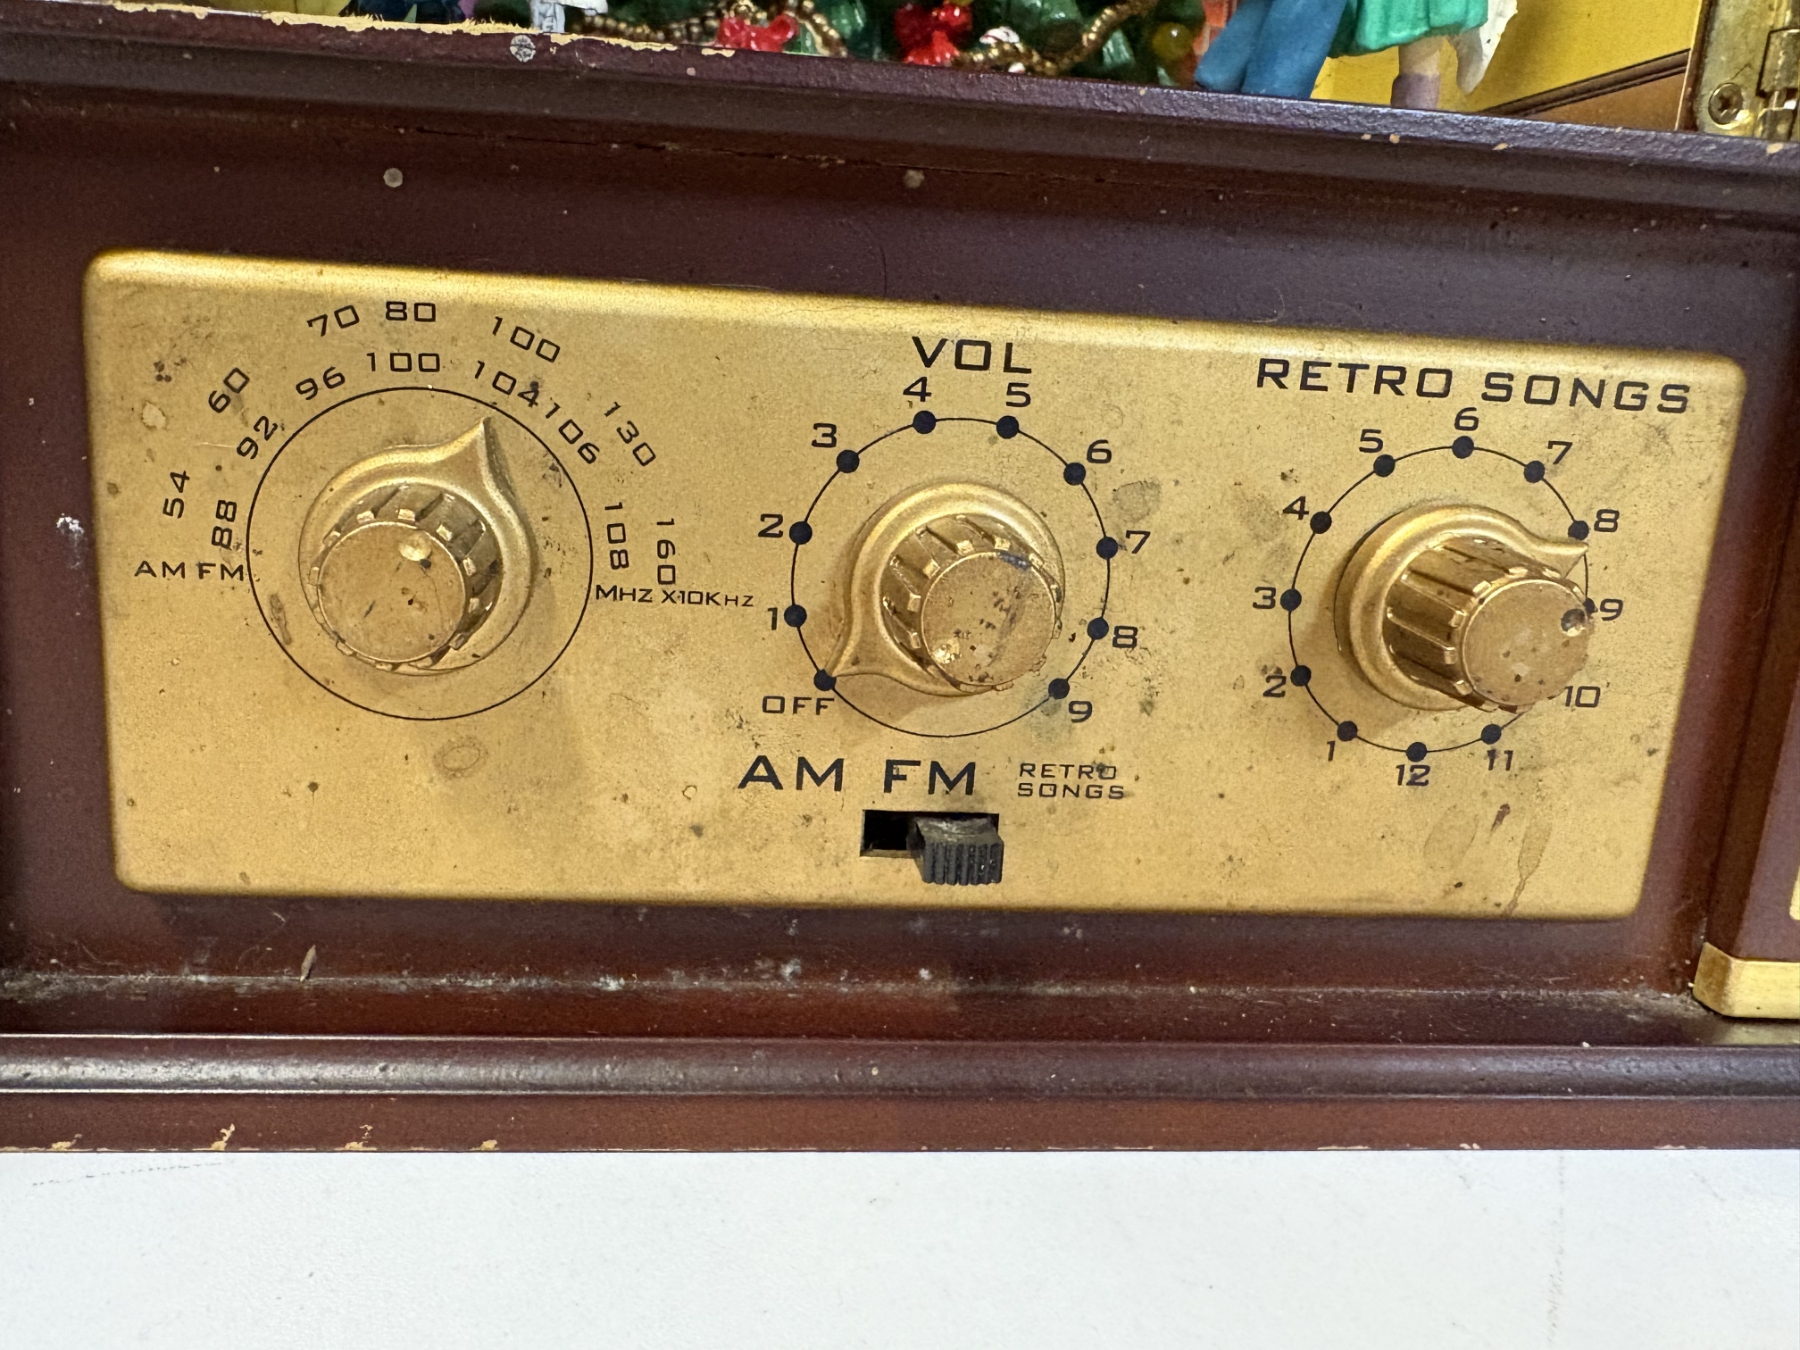 70 80 100
60 96 100 104 106 130
92
54 88 108 160
AM FM MHZ X10KHZ
VOL
OFF 1 2 3 4 5 6 7 8 9
AM FM RETRO
SONGS
RETRO SONGS
1 2 3 4 5 6 7 8 9 10 11 12